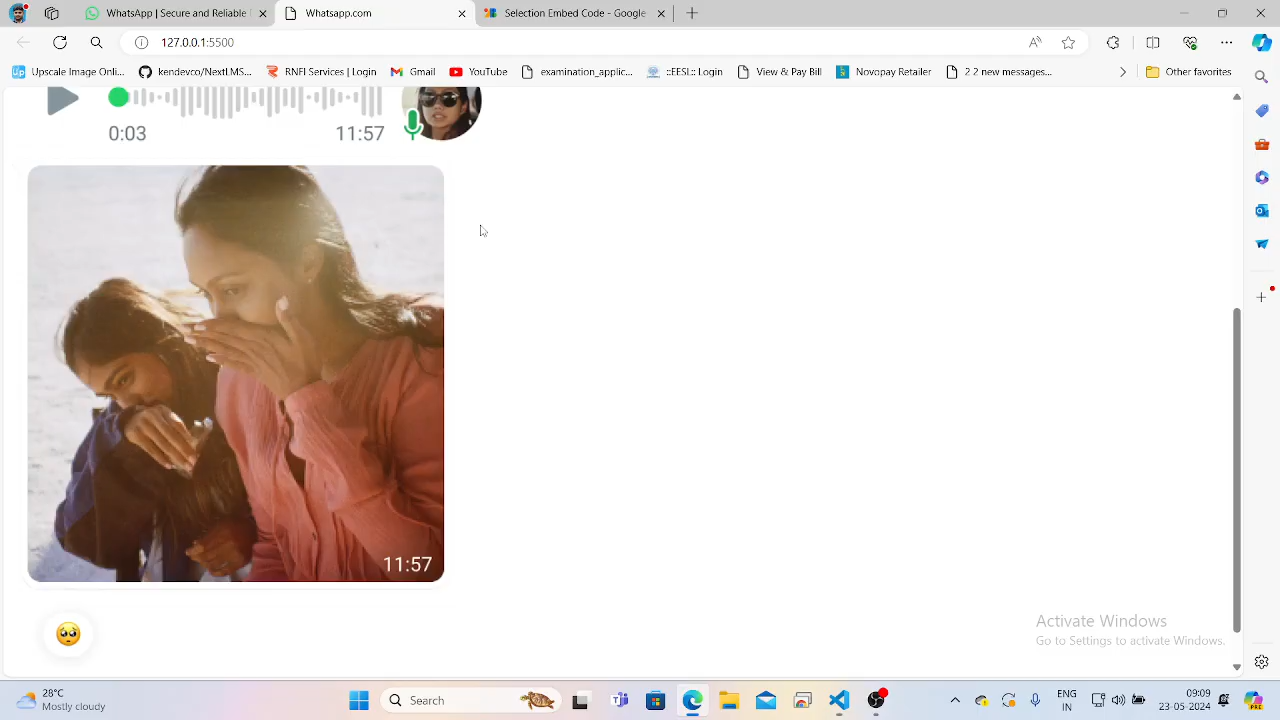 Whatsapp | Secure and Reliable
Whatsapp.com
Selection Embed Code - Google
127.0.0.1:5500
Upscale Image Onli...
kendacro/NextLMS...
RNFI Services | Login
Gmail
YouTube
::EESL:: Login
View & Pay Bill
Novopay Retailer
2 2 new messages...
Other favorites
0:03
11:57
11:57
Activate Windows
Go to Settings to activate Windows.
28°C
Mostly cloudy
Search
ENG
IN
09:09
23-05-2024
PRE